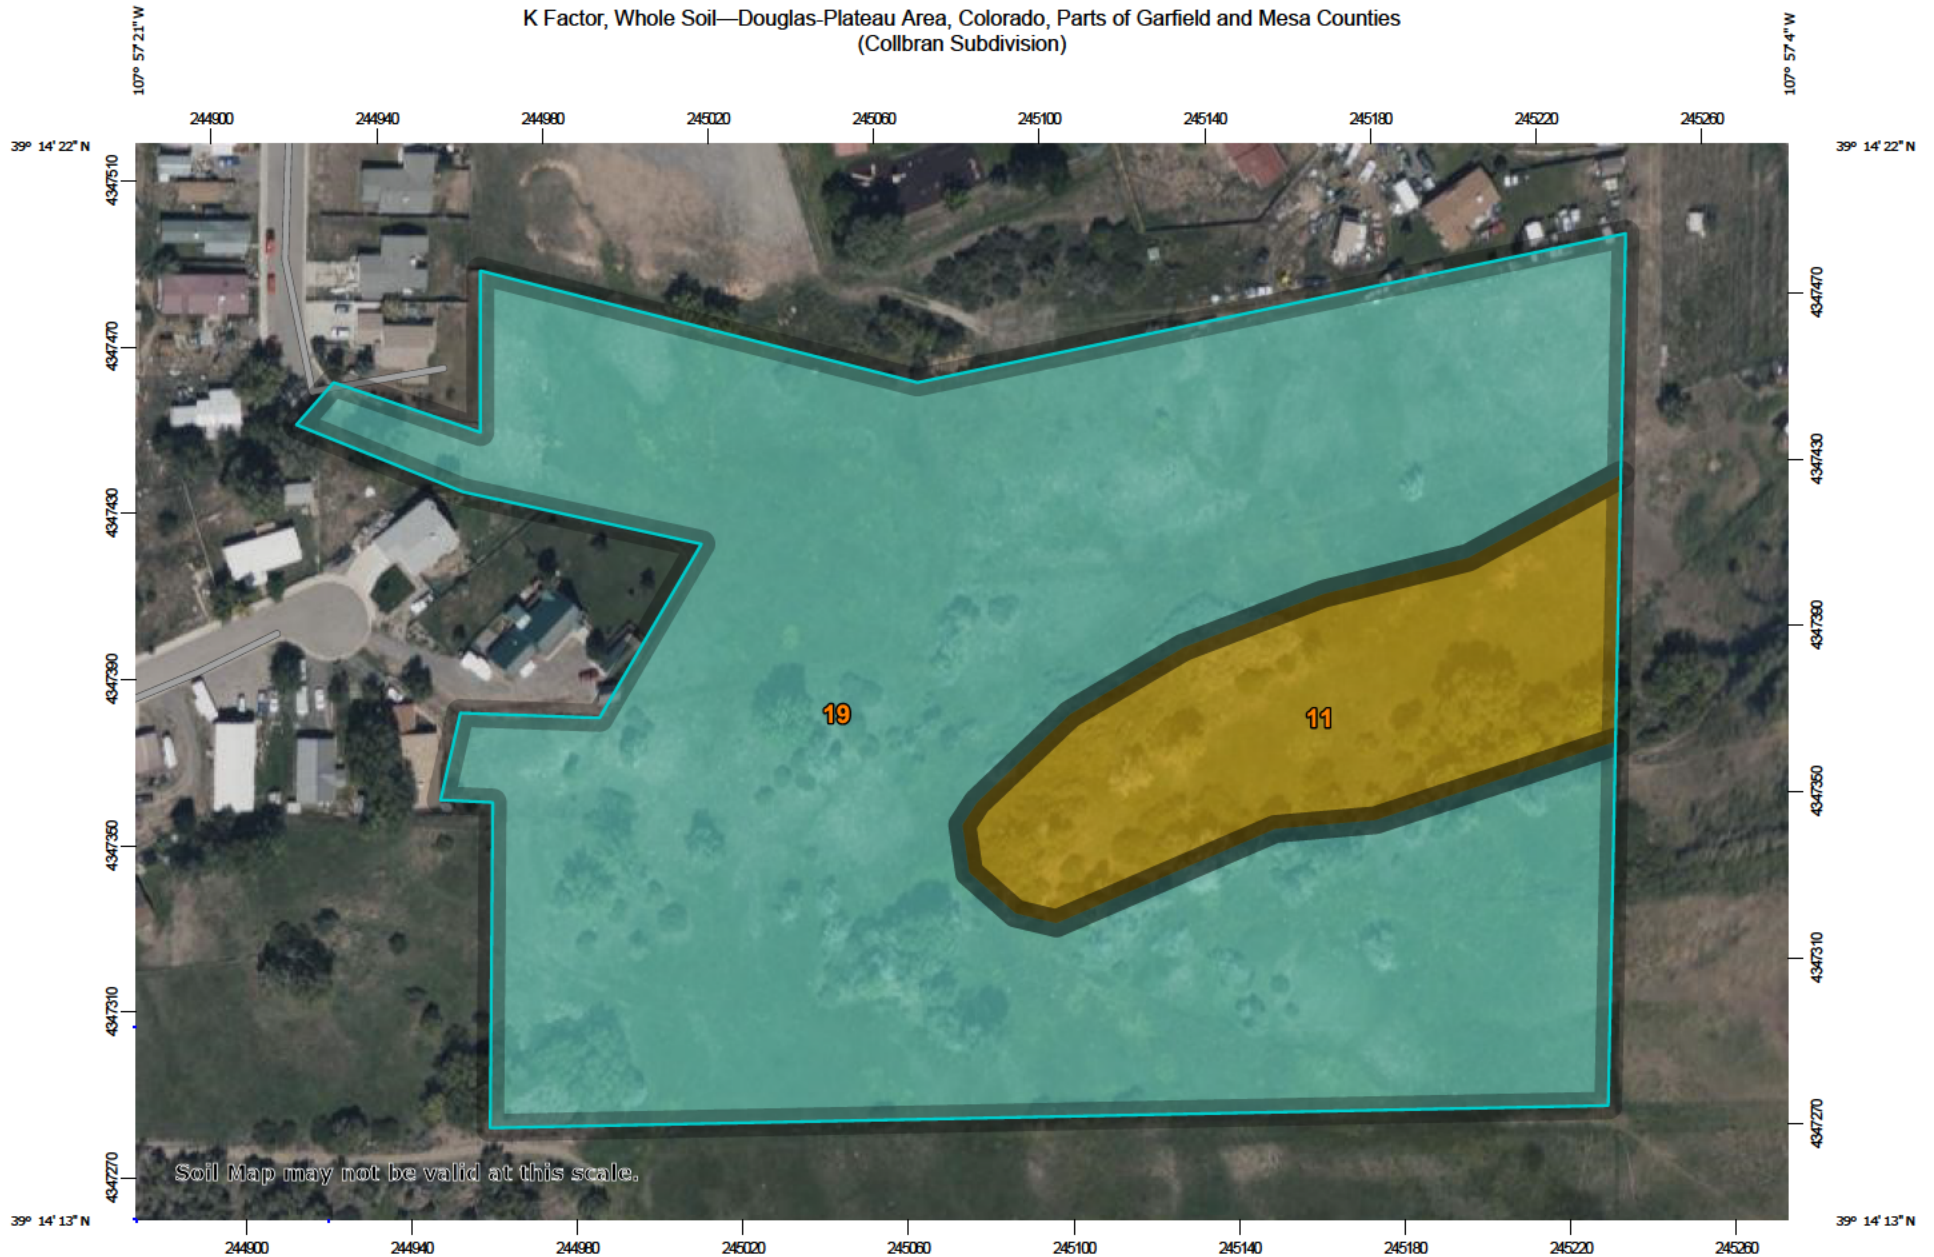 K Factor, Whole Soil—Douglas-Plateau Area, Colorado, Parts of Garfield and Mesa Counties
(Collbran Subdivision)
107° 57' 21" W
107° 57' 4" W
244900 244940 244980 245020 245060 245100 245140 245180 245220 245260
39° 14' 22" N
39° 14' 22" N
4347510
4347470
4347470
4347430
4347430
4347390
4347390
19
11
4347350
4347350
4347310
4347310
4347270
4347270
Soil Map may not be valid at this scale.
39° 14' 13" N
39° 14' 13" N
244900 244940 244980 245020 245060 245100 245140 245180 245220 245260